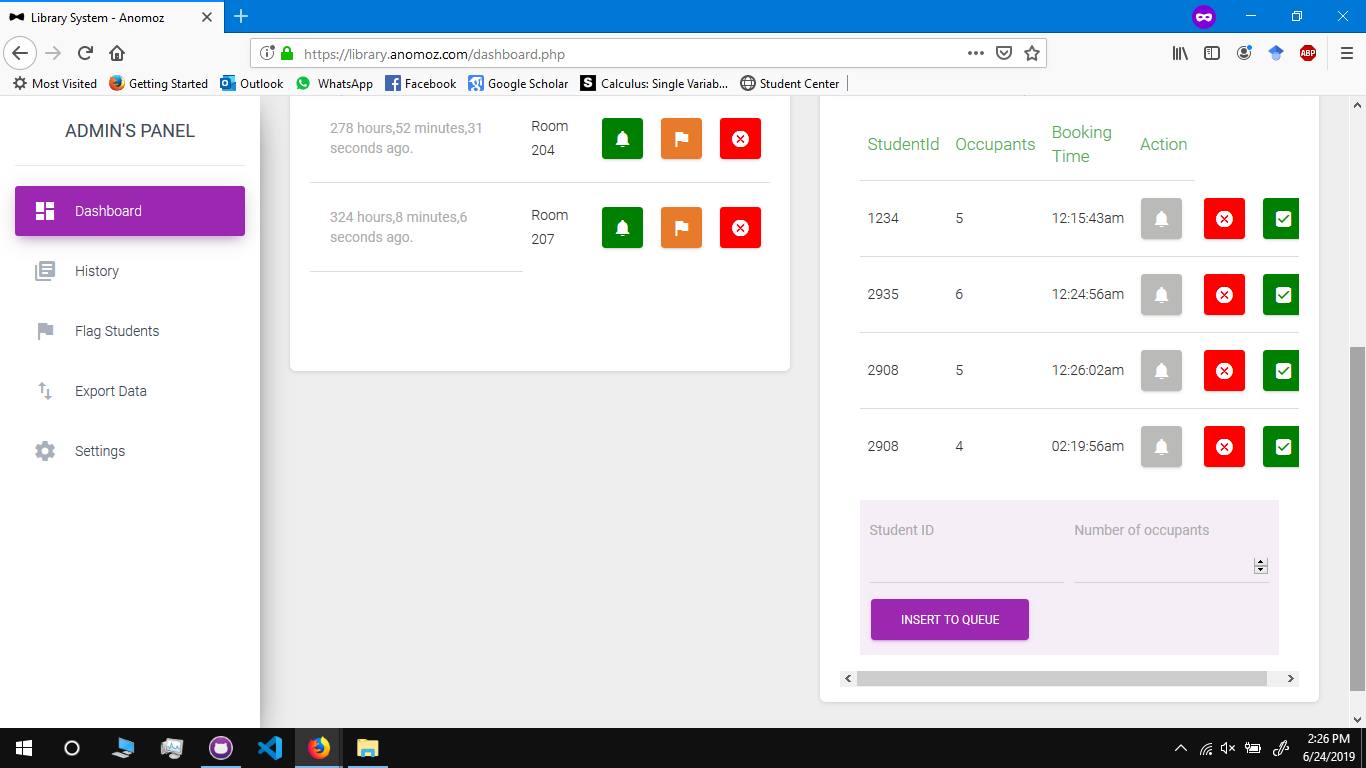 Library System - Anomoz
https://library.anomoz.com/dashboard.php
ABP
Most Visited
Getting Started
Outlook
WhatsApp
Facebook
Google Scholar
Calculus: Single Variab...
Student Center
ADMIN'S PANEL
Dashboard
History
Flag Students
Export Data
Settings
278 hours,52 minutes,31
seconds ago.
Room
204
324 hours,8 minutes,6
seconds ago.
Room
207
StudentId Occupants Booking
Time Action
1234 5 12:15:43am
2935 6 12:24:56am
2908 5 12:26:02am
2908 4 02:19:56am
Student ID
Number of occupants
INSERT TO QUEUE
2:26 PM
6/24/2019